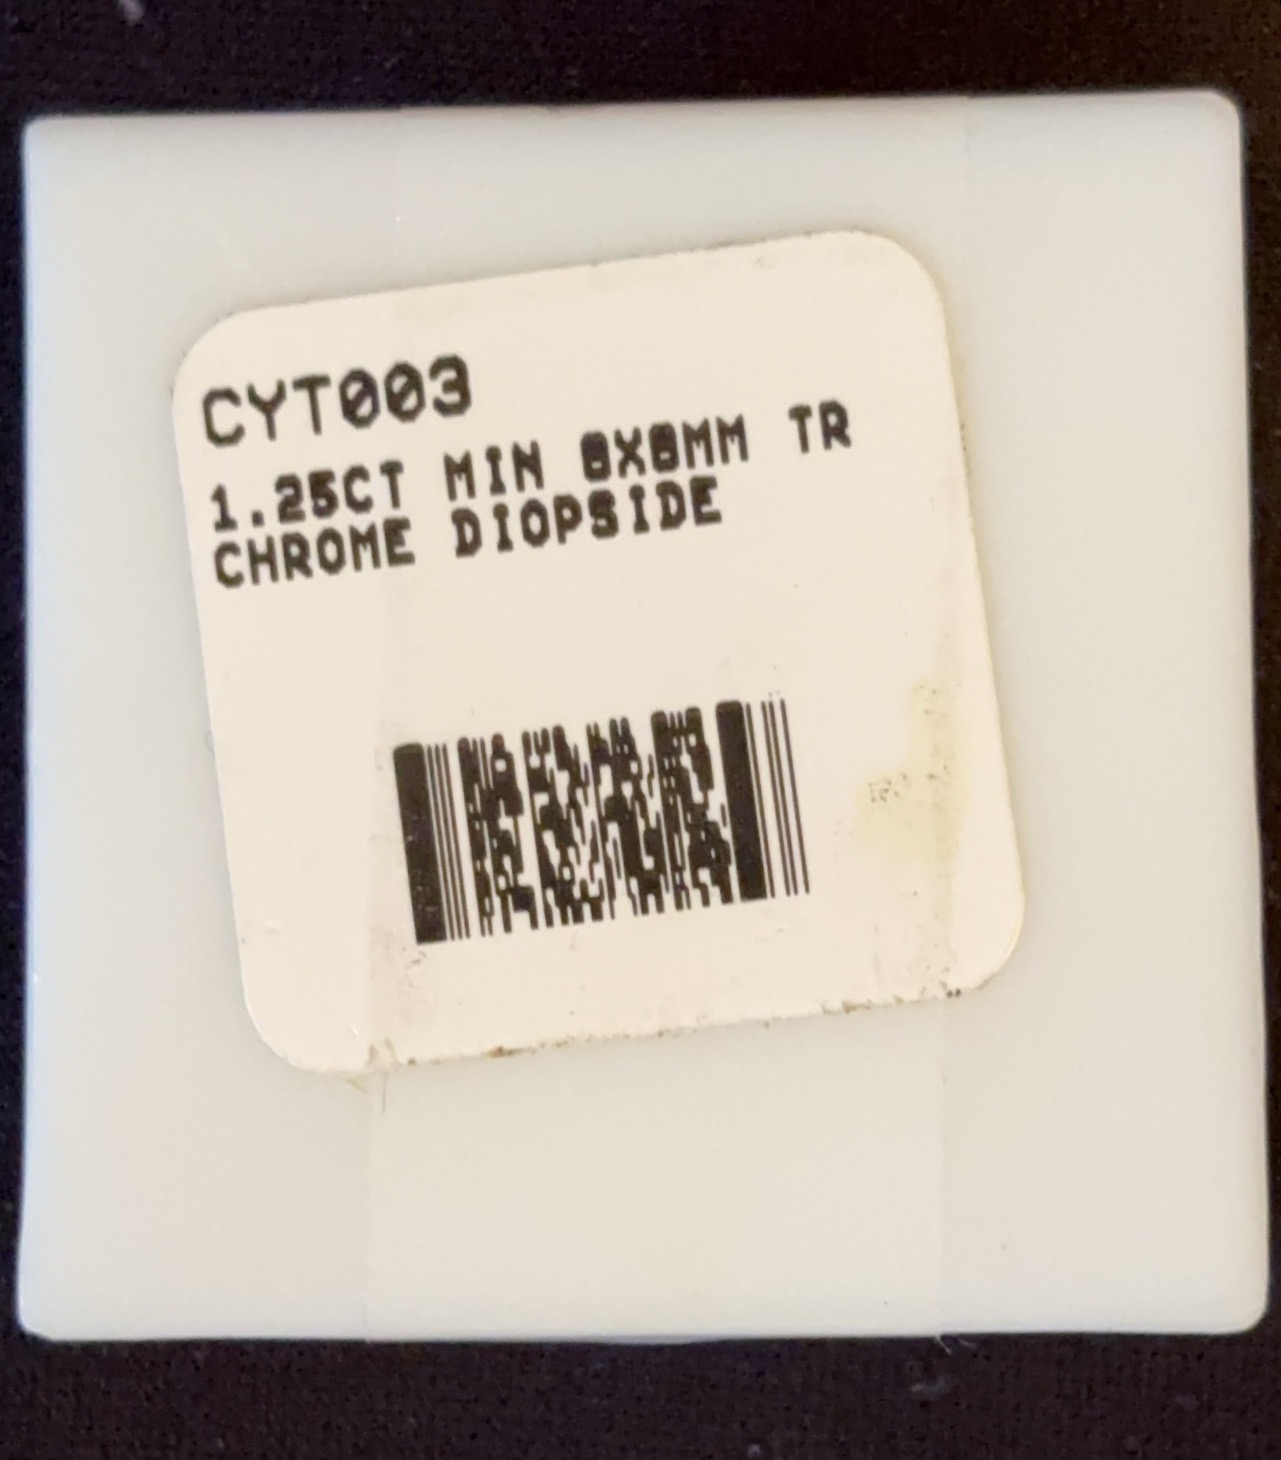 CYT003
1.25CT MIN 8X8MM TR
CHROME DIOPSIDE